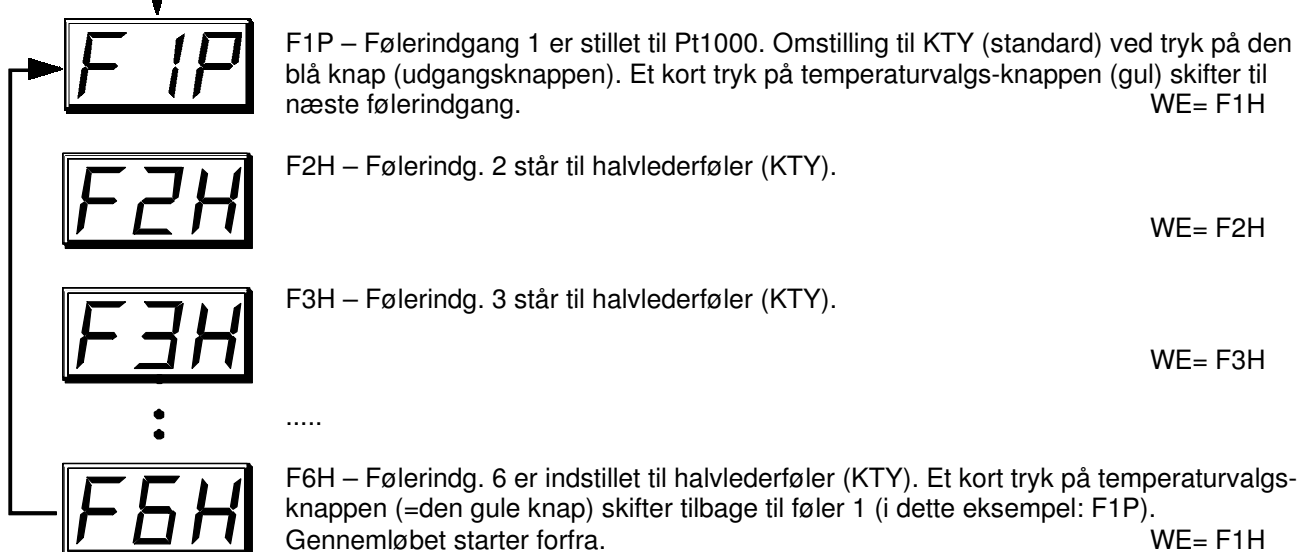 F1P
F1P – Følerindgang 1 er stillet til Pt1000. Omstilling til KTY (standard) ved tryk på den
blå knap (udgangsknappen). Et kort tryk på temperaturvalgs-knappen (gul) skifter til
næste følerindgang. WE= F1H
F2H
F2H – Følerindg. 2 står til halvlederføler (KTY).
WE= F2H
F3H
F3H – Følerindg. 3 står til halvlederføler (KTY).
WE= F3H
:
.....
F6H
F6H – Følerindg. 6 er indstillet til halvlederføler (KTY). Et kort tryk på temperaturvalgs-
knappen (=den gule knap) skifter tilbage til føler 1 (i dette eksempel: F1P).
Gennemløbet starter forfra. WE= F1H